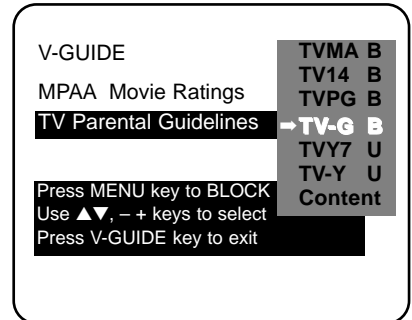 V-GUIDE
MPAA Movie Ratings
TV Parental Guidelines
TVMA B
TV14 B
TVPG B
➡TV-G B
TVY7 U
TV-Y U
Content
Press MENU key to BLOCK
Use ▲▼, – + keys to select
Press V-GUIDE key to exit